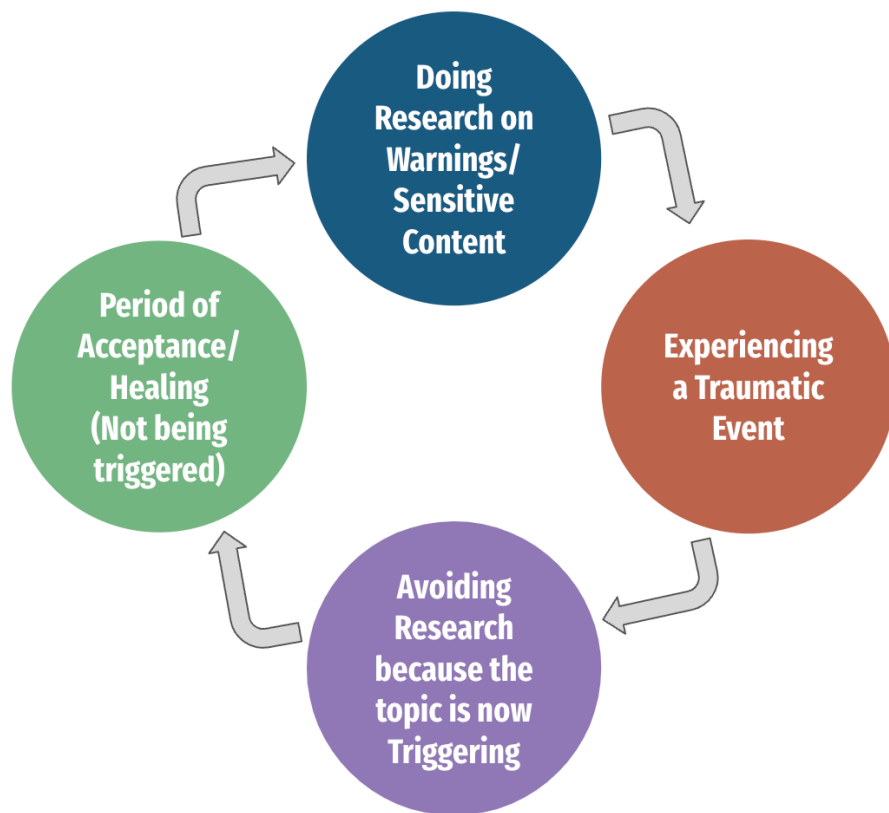 Doing
Research on
Warnings/
Sensitive
Content
Experiencing
a Traumatic
Event
Avoiding
Research
because the
topic is now
Triggering
Period of
Acceptance/
Healing
(Not being
triggered)